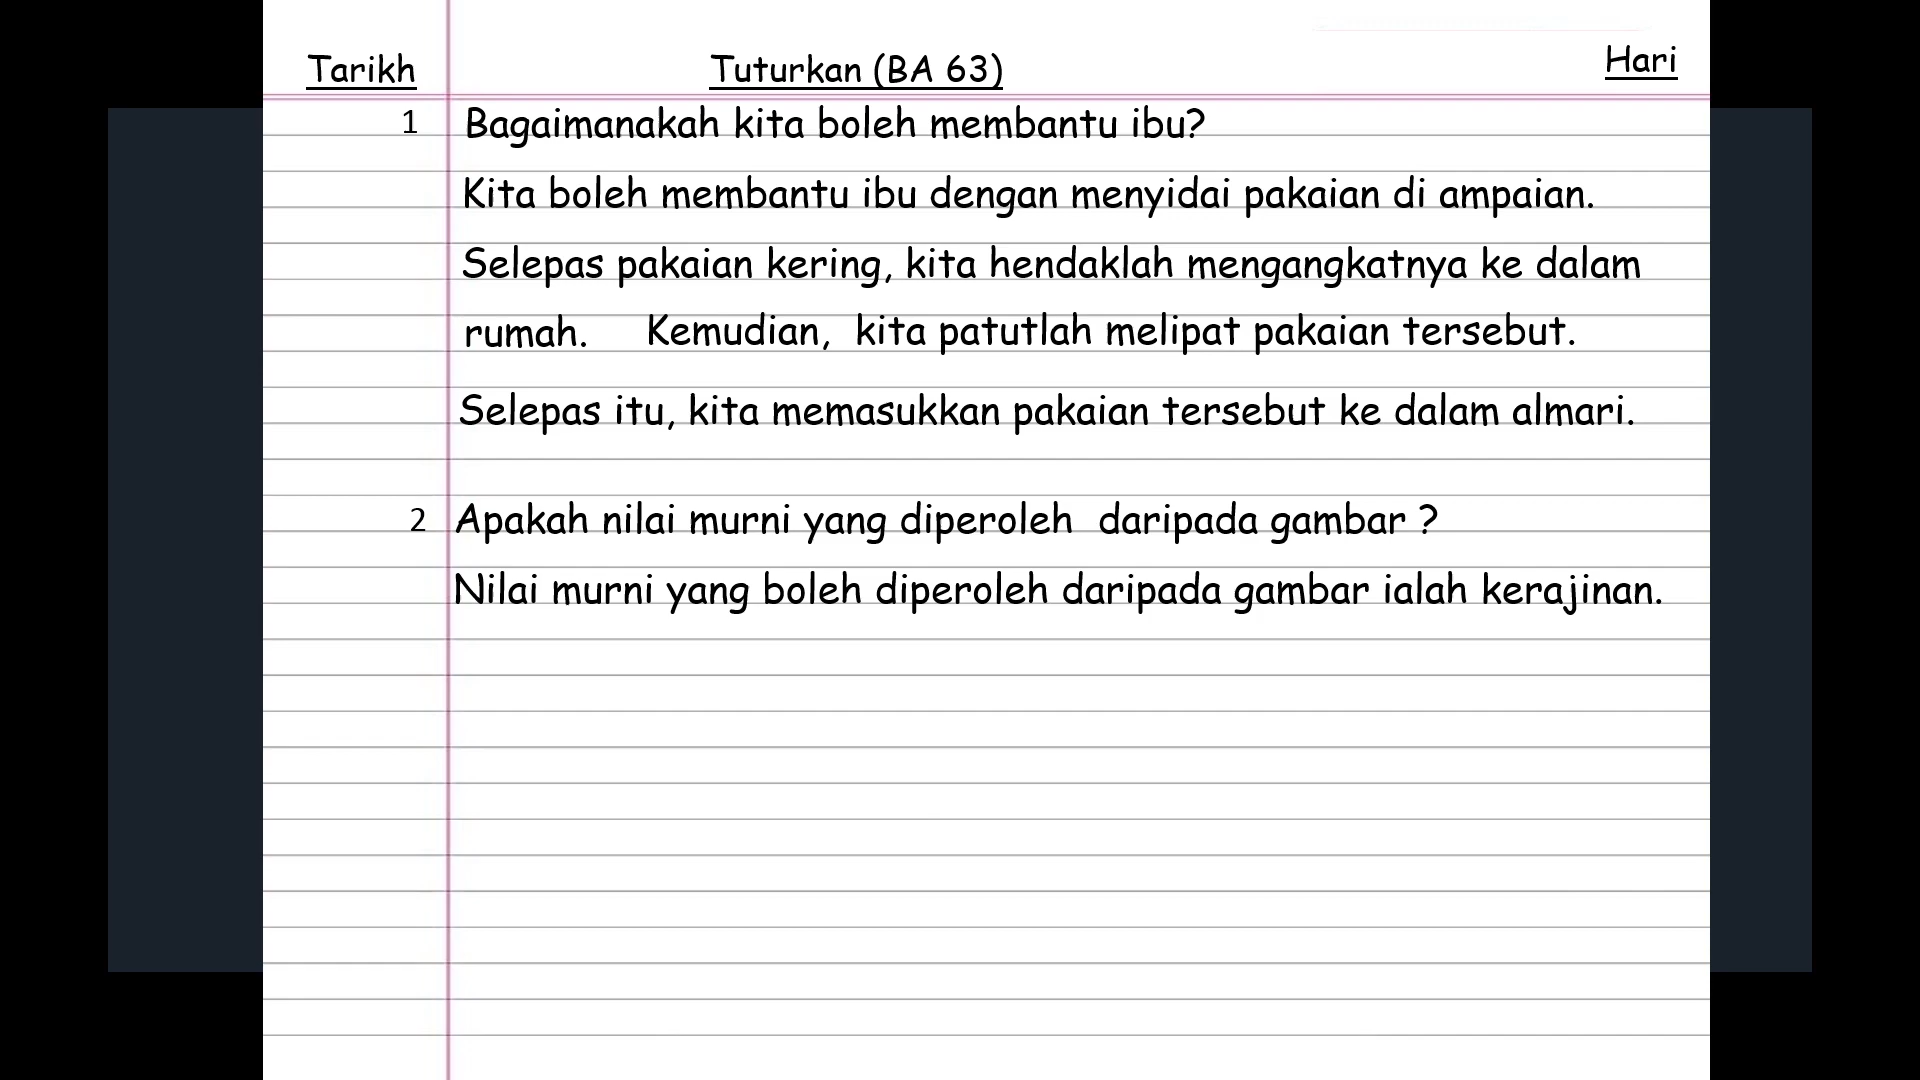 Tarikh Tuturkan (BA 63) Hari
1 Bagaimanakah kita boleh membantu ibu?
Kita boleh membantu ibu dengan menyidai pakaian di ampaian.
Selepas pakaian kering, kita hendaklah mengangkatnya ke dalam
rumah. Kemudian, kita patutlah melipat pakaian tersebut.
Selepas itu, kita memasukkan pakaian tersebut ke dalam almari.
2 Apakah nilai murni yang diperoleh daripada gambar ?
Nilai murni yang boleh diperoleh daripada gambar ialah kerajinan.